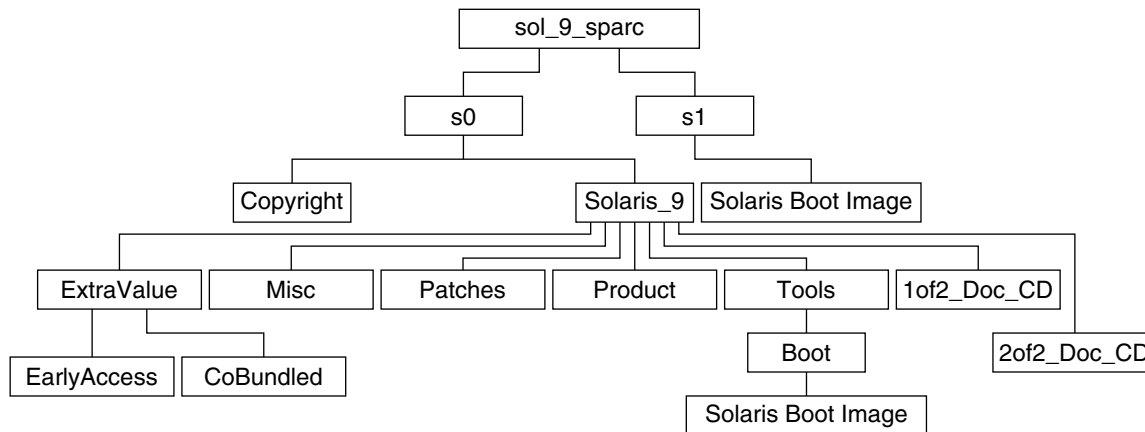 sol_9_sparc
s0
s1
Copyright
Solaris_9
Solaris Boot Image
ExtraValue
Misc
Patches
Product
Tools
1of2_Doc_CD
Boot
2of2_Doc_CD
EarlyAccess
CoBundled
Solaris Boot Image